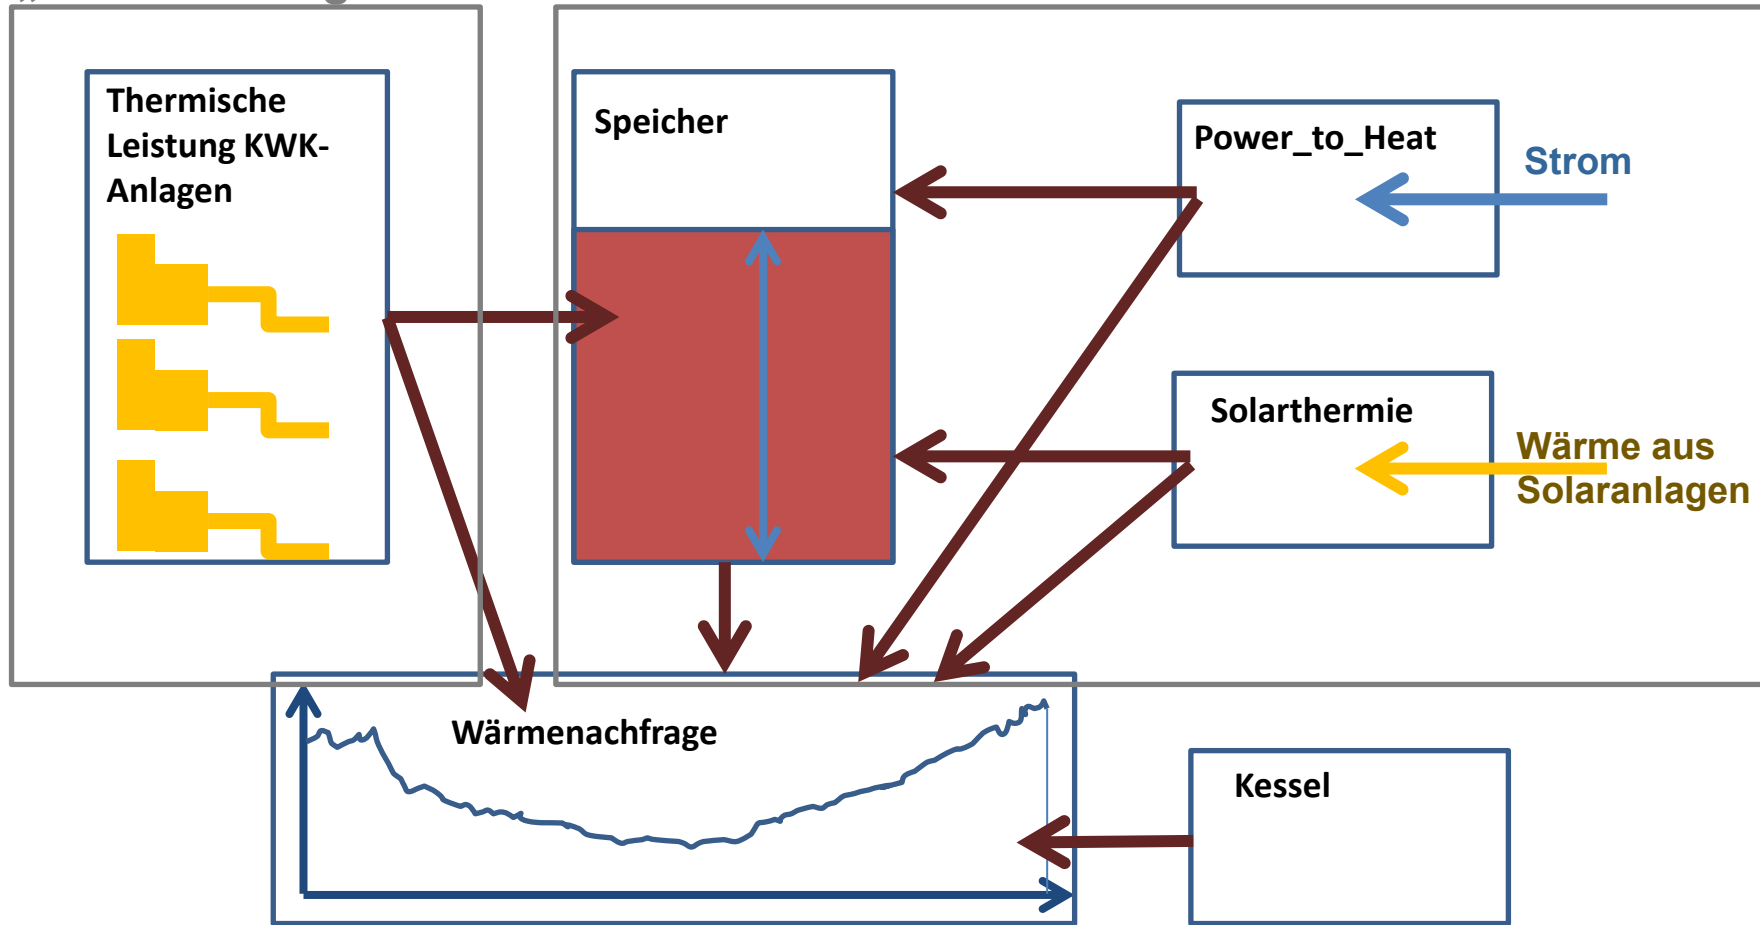 Thermische
Leistung KWK-
Anlagen
Speicher
Power_to_Heat
Strom
Solarthermie
Wärme aus
Solaranlagen
Wärmenachfrage
Kessel